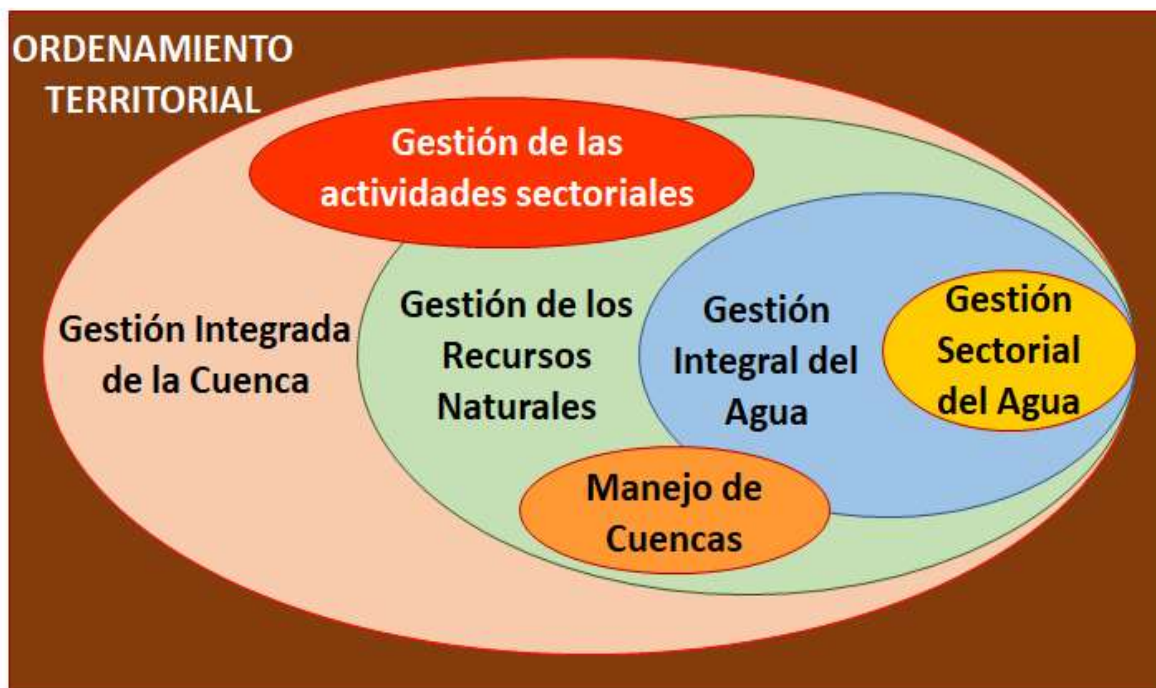 ORDENAMIENTO
TERRITORIAL
Gestión de las
actividades sectoriales
Gestión Integrada
de la Cuenca
Gestión de los
Recursos
Naturales
Gestión
Integral del
Agua
Gestión
Sectorial
del Agua
Manejo de
Cuencas